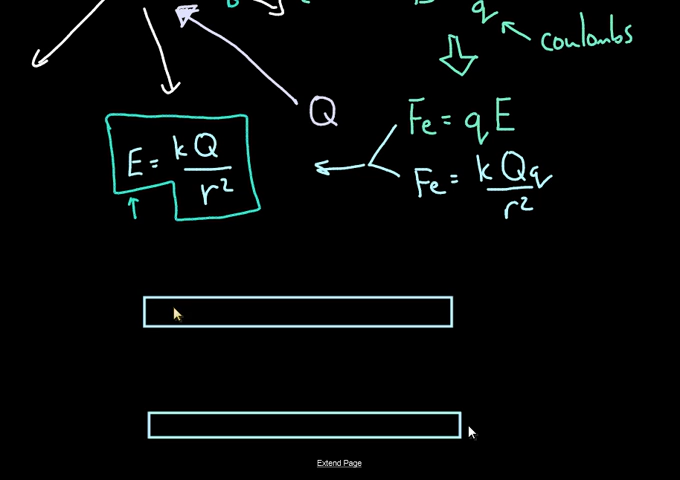 q
coulombs
Q
Fe = qE
E = kQ / r²
Fe = kQq / r²
Extend Page